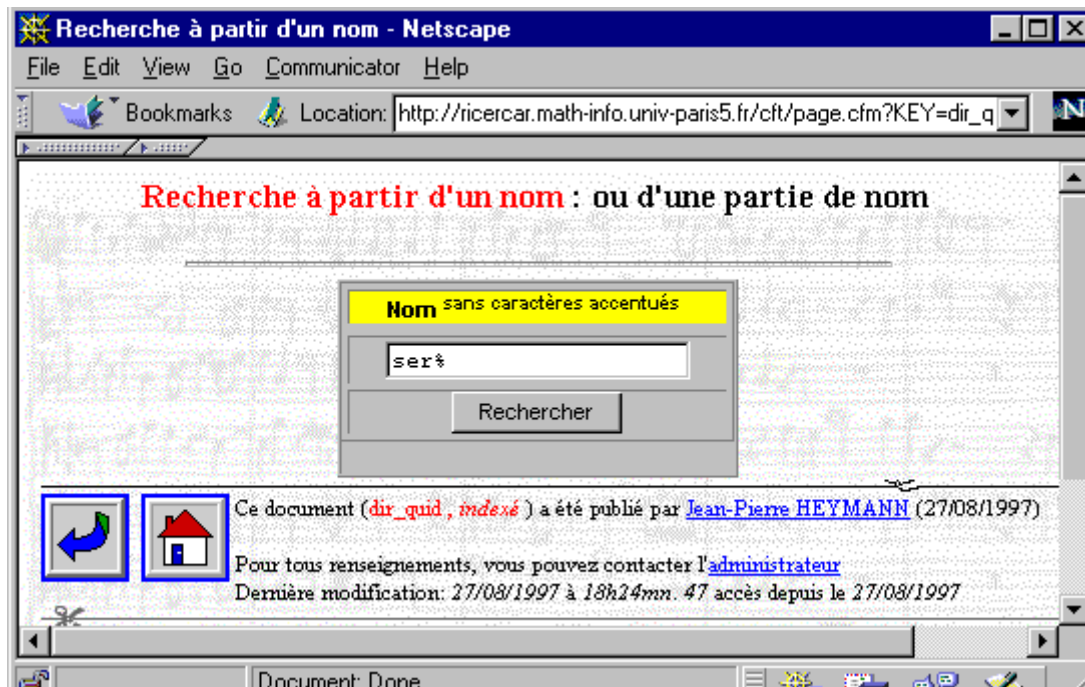 Recherche à partir d'un nom - Netscape
File Edit View Go Communicator Help
Bookmarks Location: http://ricercar.math-info.univ-paris5.fr/cft/page.cfm?KEY=dir_q N
Recherche à partir d'un nom : ou d'une partie de nom
Nom sans caractères accentués
ser%
Rechercher
Ce document (dir_quid , indexé ) a été publié par Jean-Pierre HEYMANN (27/08/1997)
Pour tous renseignements, vous pouvez contacter l'administrateur
Dernière modification: 27/08/1997 à 18h24mn. 47 accès depuis le 27/08/1997
Document: Done